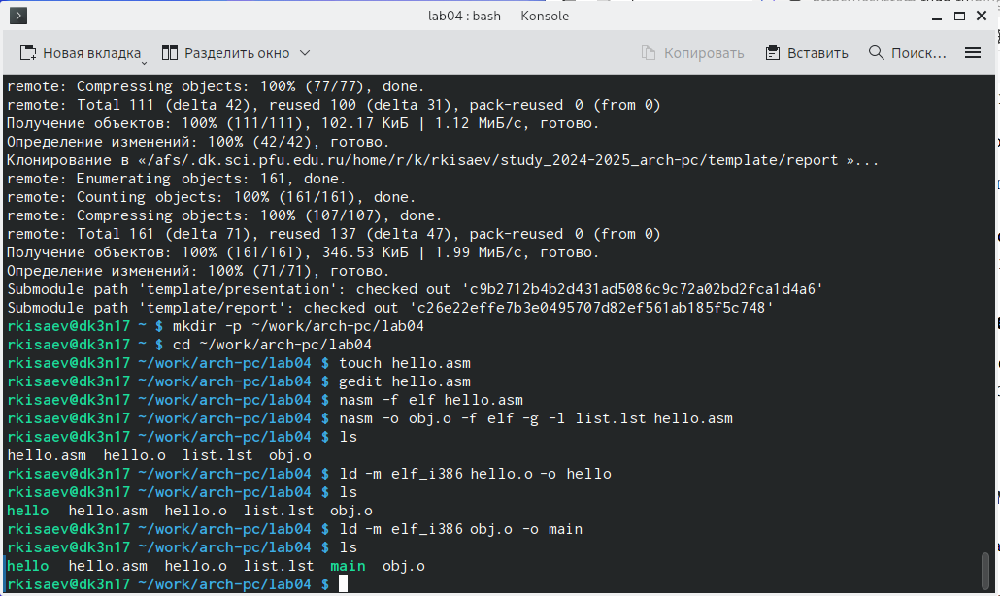 lab04 : bash — Konsole
Новая вкладка Разделить окно Копировать Вставить Поиск...
remote: Compressing objects: 100% (77/77), done.
remote: Total 111 (delta 42), reused 100 (delta 31), pack-reused 0 (from 0)
Получение объектов: 100% (111/111), 102.17 КиБ | 1.12 МиБ/с, готово.
Определение изменений: 100% (42/42), готово.
Клонирование в «/afs/.dk.sci.pfu.edu.ru/home/r/k/rkisaev/study_2024-2025_arch-pc/template/report »...
remote: Enumerating objects: 161, done.
remote: Counting objects: 100% (161/161), done.
remote: Compressing objects: 100% (107/107), done.
remote: Total 161 (delta 71), reused 137 (delta 47), pack-reused 0 (from 0)
Получение объектов: 100% (161/161), 346.53 КиБ | 1.99 МиБ/с, готово.
Определение изменений: 100% (71/71), готово.
Submodule path 'template/presentation': checked out 'c9b2712b4b2d431ad5086c9c72a02bd2fca1d4a6'
Submodule path 'template/report': checked out 'c26e22effe7b3e0495707d82ef561ab185f5c748'
rkisaev@dk3n17 ~ $ mkdir -p ~/work/arch-pc/lab04
rkisaev@dk3n17 ~ $ cd ~/work/arch-pc/lab04
rkisaev@dk3n17 ~/work/arch-pc/lab04 $ touch hello.asm
rkisaev@dk3n17 ~/work/arch-pc/lab04 $ gedit hello.asm
rkisaev@dk3n17 ~/work/arch-pc/lab04 $ nasm -f elf hello.asm
rkisaev@dk3n17 ~/work/arch-pc/lab04 $ nasm -o obj.o -f elf -g -l list.lst hello.asm
rkisaev@dk3n17 ~/work/arch-pc/lab04 $ ls
hello.asm hello.o list.lst obj.o
rkisaev@dk3n17 ~/work/arch-pc/lab04 $ ld -m elf_i386 hello.o -o hello
rkisaev@dk3n17 ~/work/arch-pc/lab04 $ ls
hello hello.asm hello.o list.lst obj.o
rkisaev@dk3n17 ~/work/arch-pc/lab04 $ ld -m elf_i386 obj.o -o main
rkisaev@dk3n17 ~/work/arch-pc/lab04 $ ls
hello hello.asm hello.o list.lst main obj.o
rkisaev@dk3n17 ~/work/arch-pc/lab04 $